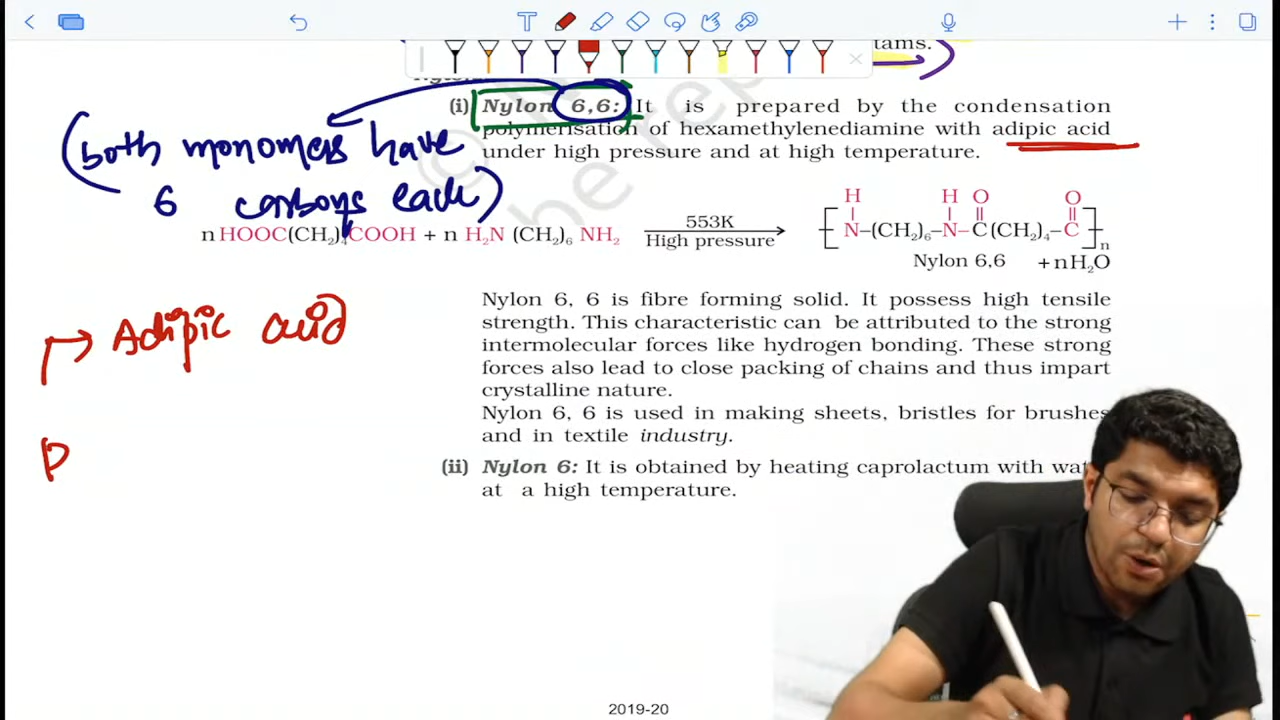 tams.
(i) Nylon 6,6: It is prepared by the condensation
polymerisation of hexamethylenediamine with adipic acid
under high pressure and at high temperature.
(both monomers have
6 carbons each)
n HOOC(CH₂)₄COOH + n H₂N (CH₂)₆ NH₂
553K
High pressure
H H O O
[ N–(CH₂)₆–N–C(CH₂)₄–C ]n
Nylon 6,6 +nH₂O
Nylon 6, 6 is fibre forming solid. It possess high tensile
strength. This characteristic can be attributed to the strong
intermolecular forces like hydrogen bonding. These strong
forces also lead to close packing of chains and thus impart
crystalline nature.
Nylon 6, 6 is used in making sheets, bristles for brushes
and in textile industry.
→ Adipic acid
P
(ii) Nylon 6: It is obtained by heating caprolactum with wat
at a high temperature.
2019-20